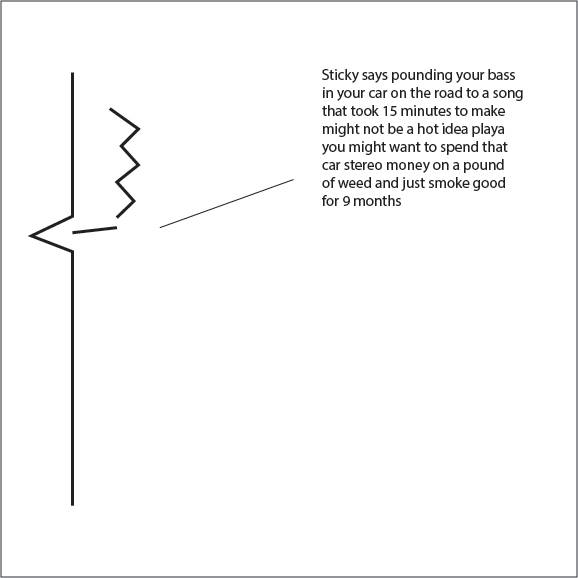 Sticky says pounding your bass
in your car on the road to a song
that took 15 minutes to make
might not be a hot idea playa
you might want to spend that
car stereo money on a pound
of weed and just smoke good
for 9 months